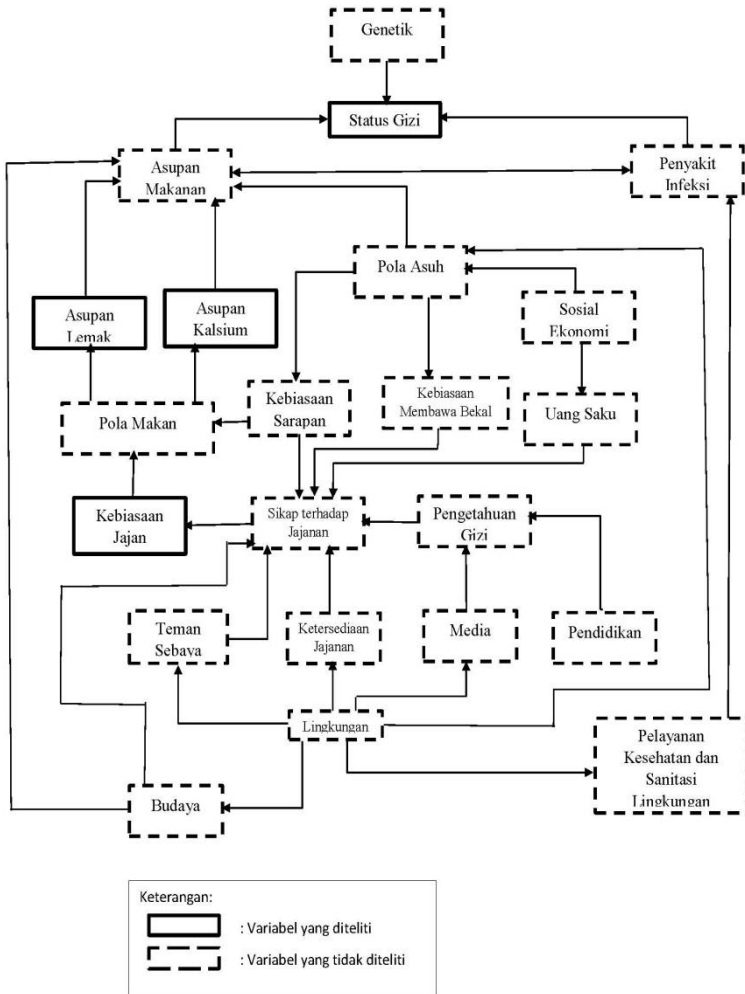 Genetik
Status Gizi
Asupan
Makanan
Penyakit
Infeksi
Pola Asuh
Asupan
Lemak
Asupan
Kalsium
Sosial
Ekonomi
Pola Makan
Kebiasaan
Sarapan
Kebiasaan
Membawa Bekal
Uang Saku
Kebiasaan
Jajan
Sikap terhadap
Jajanan
Pengetahuan
Gizi
Teman
Sebaya
Ketersediaan
Jajanan
Media
Pendidikan
Lingkungan
Pelayanan
Kesehatan dan
Sanitasi
Lingkungan
Budaya
Keterangan:
: Variabel yang diteliti
: Variabel yang tidak diteliti